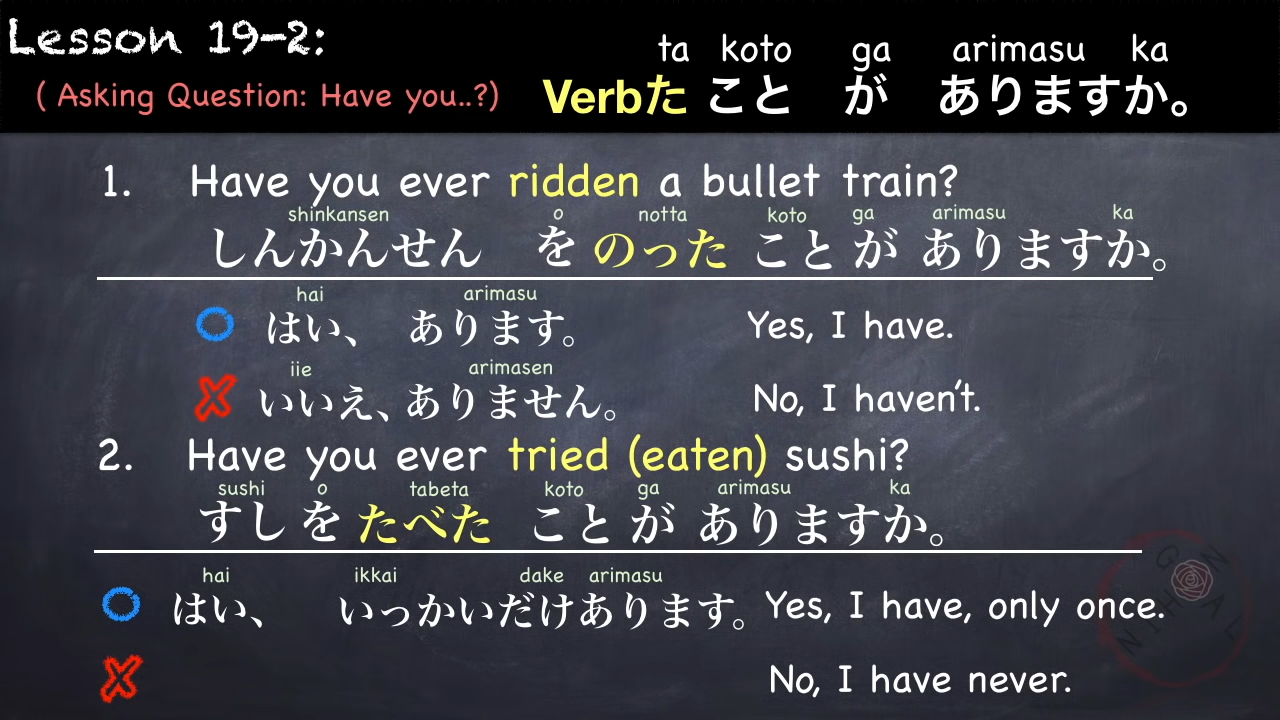 Lesson 19-2:
( Asking Question: Have you..?)
ta koto ga arimasu ka
Verbた こと が ありますか。
1. Have you ever ridden a bullet train?
shinkansen o notta koto ga arimasu ka
しんかんせん を のった こと が ありますか。
hai arimasu
はい、 あります。 Yes, I have.
iie arimasen
いいえ、ありません。 No, I haven't.
2. Have you ever tried (eaten) sushi?
sushi o tabeta koto ga arimasu ka
すし を たべた こと が ありますか。
hai ikkai dake arimasu
はい、 いっかいだけあります。 Yes, I have, only once.
No, I have never.